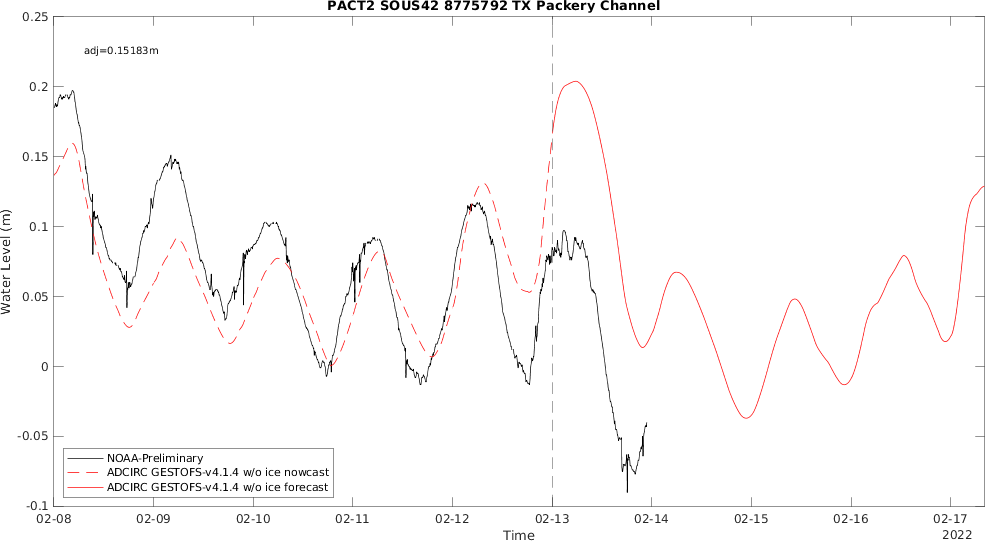 PACT2 SOUS42 8775792 TX Packery Channel
0.25
adj=0.15183m
0.2
0.15
0.1
0.05
0
-0.05
-0.1
Water Level (m)
NOAA-Preliminary
ADCIRC GESTOFS-v4.1.4 w/o ice nowcast
ADCIRC GESTOFS-v4.1.4 w/o ice forecast
02-08 02-09 02-10 02-11 02-12 02-13 02-14 02-15 02-16 02-17
Time
2022